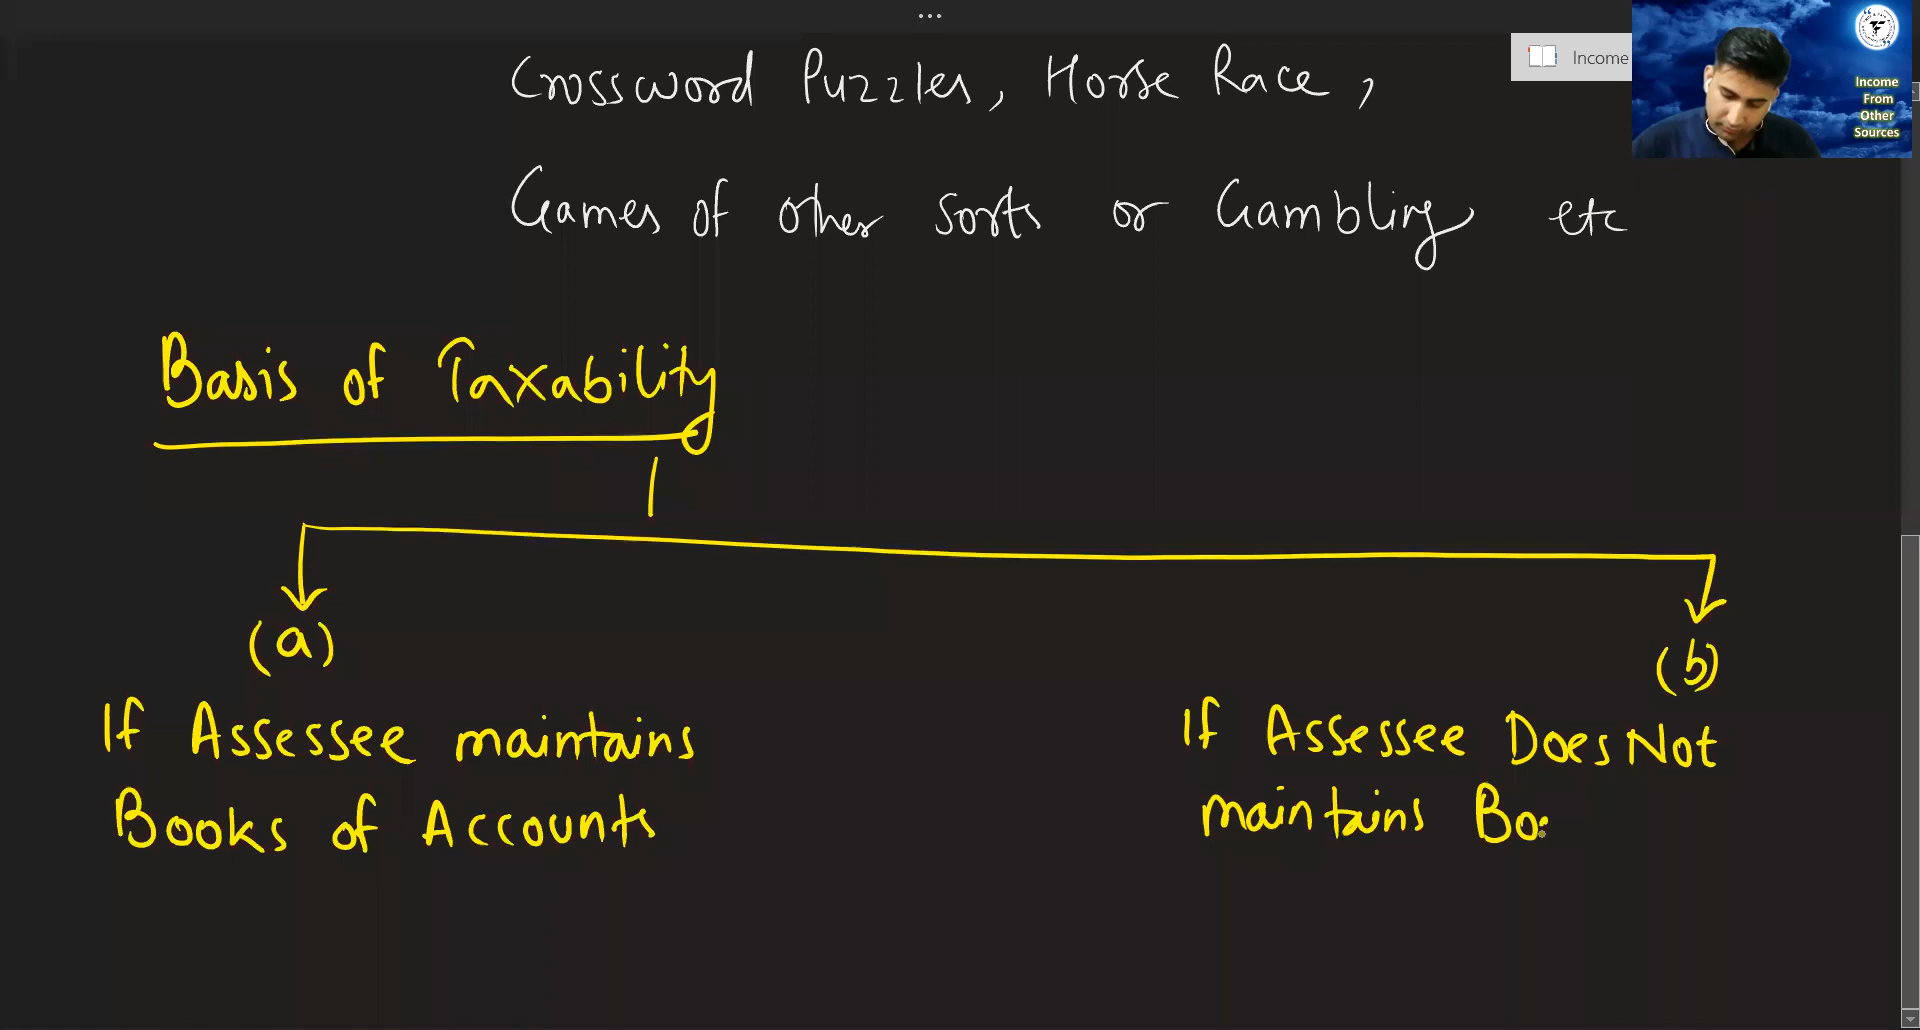 Crossword Puzzles, Horse Race,
Games of other sorts or Gambling etc
Income
Income
From
Other
Sources
Basis of Taxability
(a)
(b)
If Assessee maintains
Books of Accounts
If Assessee Does Not
maintains Bo